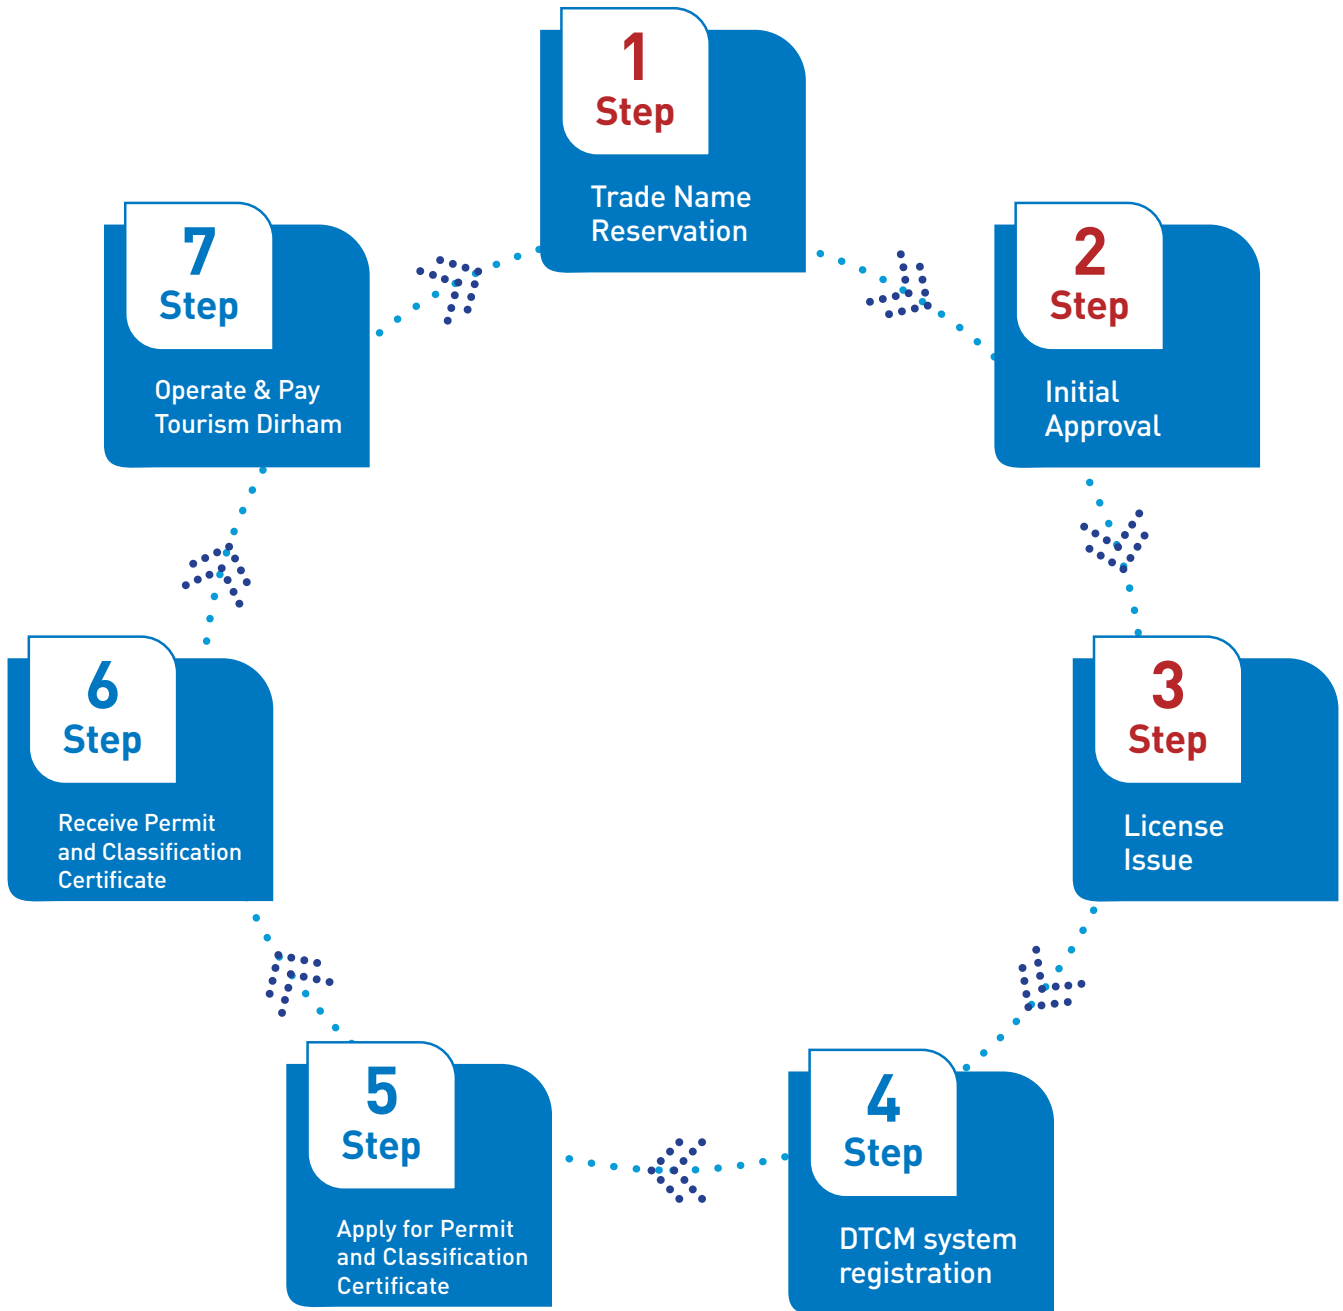 1
Step
Trade Name
Reservation
2
Step
Initial
Approval
3
Step
License
Issue
4
Step
DTCM system
registration
5
Step
Apply for Permit
and Classification
Certificate
6
Step
Receive Permit
and Classification
Certificate
7
Step
Operate & Pay
Tourism Dirham